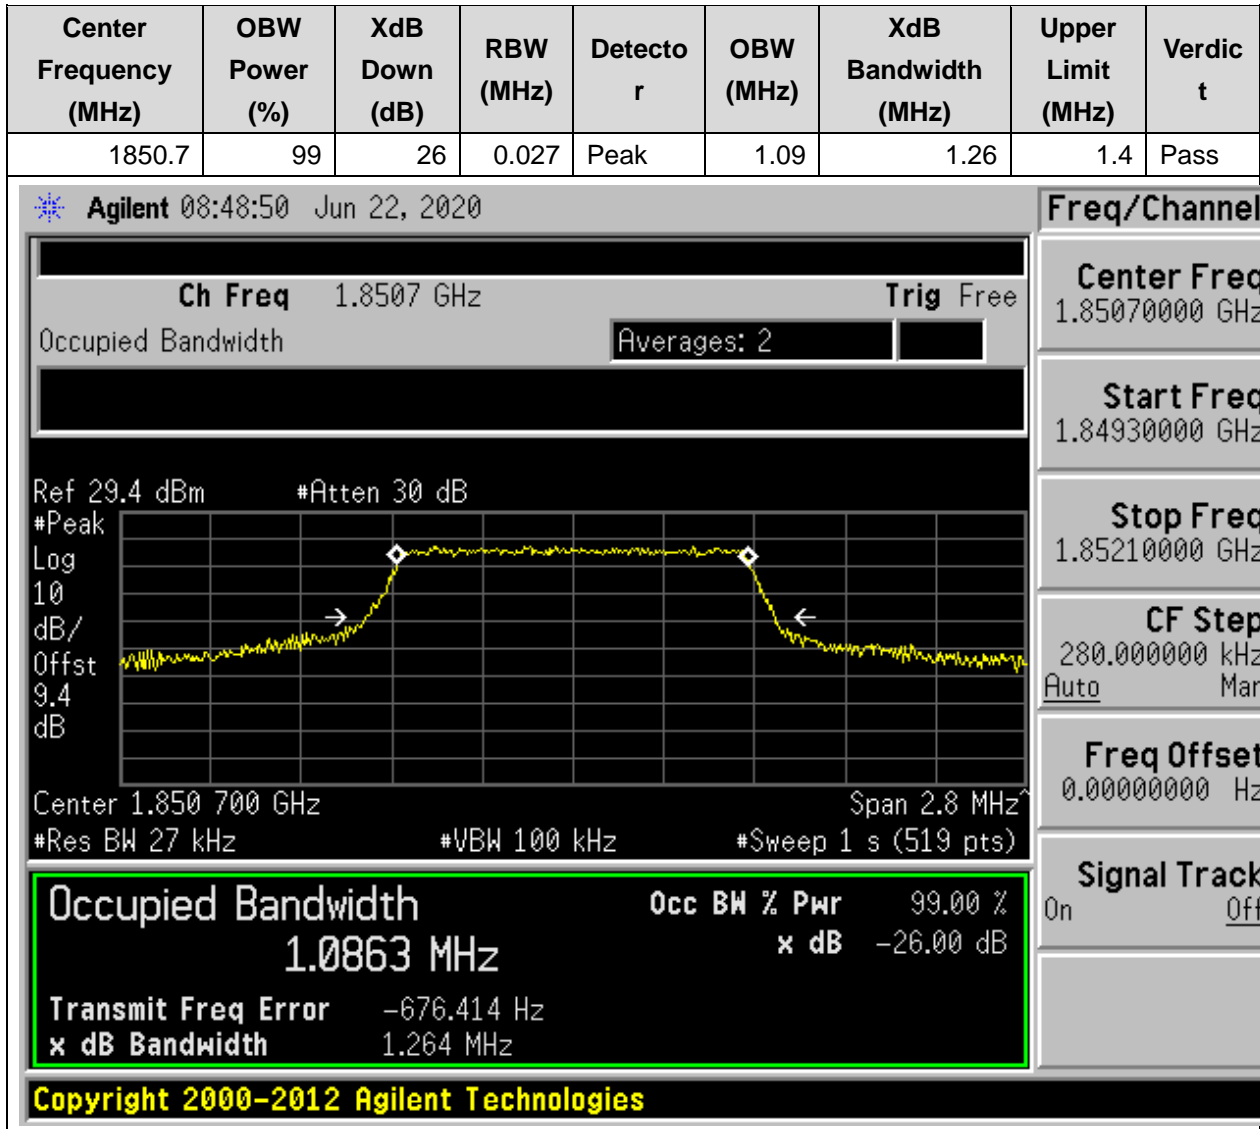 Center Frequency (MHz) OBW Power (%) XdB Down (dB) RBW (MHz) Detecto r OBW (MHz) XdB Bandwidth (MHz) Upper Limit (MHz) Verdic t
1850.7 99 26 0.027 Peak 1.09 1.26 1.4 Pass
Agilent 08:48:50 Jun 22, 2020
Freq/Channel
Ch Freq 1.8507 GHz Trig Free
Occupied Bandwidth Averages: 2
Ref 29.4 dBm #Atten 30 dB
#Peak
Log
10
dB/
Offst
9.4
dB
Center 1.850 700 GHz Span 2.8 MHz^
#Res BW 27 kHz #VBW 100 kHz #Sweep 1 s (519 pts)
Occupied Bandwidth
1.0863 MHz
Occ BW % Pwr 99.00 %
x dB -26.00 dB
Transmit Freq Error -676.414 Hz
x dB Bandwidth 1.264 MHz
Center Freq
1.85070000 GHz
Start Freq
1.84930000 GHz
Stop Freq
1.85210000 GHz
CF Step
280.000000 kHz
Auto Man
Freq Offset
0.00000000 Hz
Signal Track
On Off
Copyright 2000-2012 Agilent Technologies